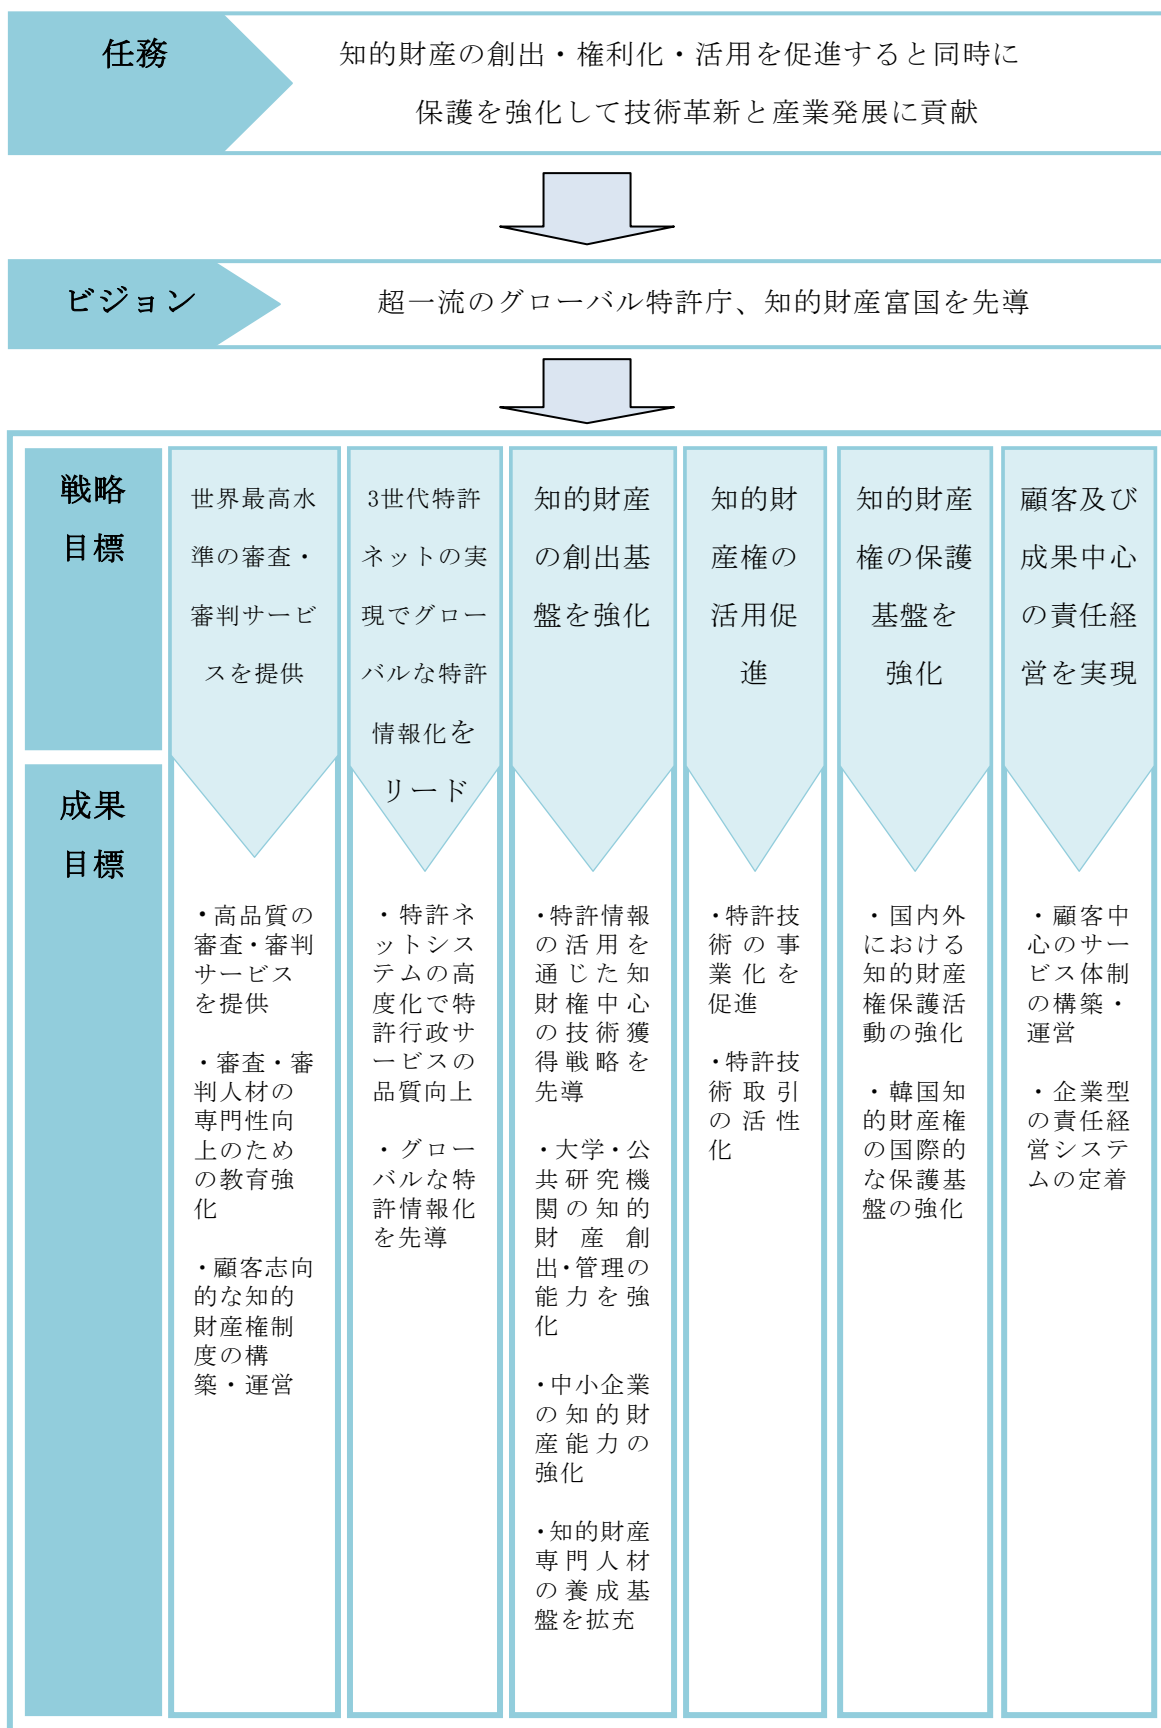 任務
知的財産の創出・権利化・活用を促進すると同時に
保護を強化して技術革新と産業発展に貢献
ビジョン
超一流のグローバル特許庁、知的財産富国を先導
戦略
目標
世界最高水
準の審査・
審判サービ
スを提供
3世代特許
ネットの実
現でグロー
バルな特許
情報化を
リード
知的財産
の創出基
盤を強化
知的財
産権の
活用促
進
知的財産
権の保護
基盤を
強化
顧客及び
成果中心
の責任経
営を実現
成果
目標
・高品質の
審査・審判
サービス
を提供
・審査・審
判人材の
専門性向
上のため
の教育強
化
・顧客志向
的な知的
財産権制
度の構
築・運営
・特許ネ
ットシス
テムの高
度化で特
許行政サ
ービスの
品質向上
・グロー
バルな特
許情報化
を先導
・特許情報
の活用を
通じた知
財権中心
の技術獲
得戦略を
先導
・大学・公
共研究機
関の知的
財産創
出・管理の
能力を強
化
・中小企業
の知的財
産能力の
強化
・知的財産
専門人材
の養成基
盤を拡充
・特許技
術の事
業化を
促進
・特許技
術取引
の活性
化
・国内外
における
知的財産
権保護活
動の強化
・韓国知
的財産権
の国際的
な保護基
盤の強化
・顧客中
心のサー
ビス体制
の構築・
運営
・企業型
の責任経
営システ
ムの定着